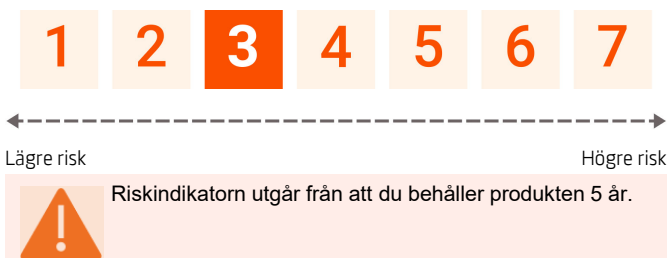 1 2 3 4 5 6 7
Lägre risk Högre risk
Riskindikatorn utgår från att du behåller produkten 5 år.